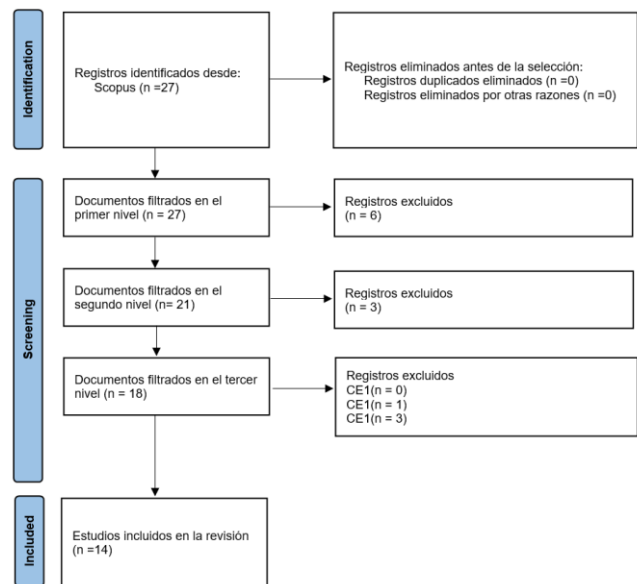 Identification
Registros identificados desde:
Scopus (n =27)
Registros eliminados antes de la selección:
Registros duplicados eliminados (n =0)
Registros eliminados por otras razones (n =0)
Screening
Documentos filtrados en el
primer nivel (n = 27)
Registros excluidos
(n = 6)
Documentos filtrados en el
segundo nivel (n= 21)
Registros excluidos
(n = 3)
Documentos filtrados en el tercer
nivel (n = 18)
Registros excluidos
CE1(n = 0)
CE1(n = 1)
CE1(n = 3)
Included
Estudios incluidos en la revisión
(n =14)